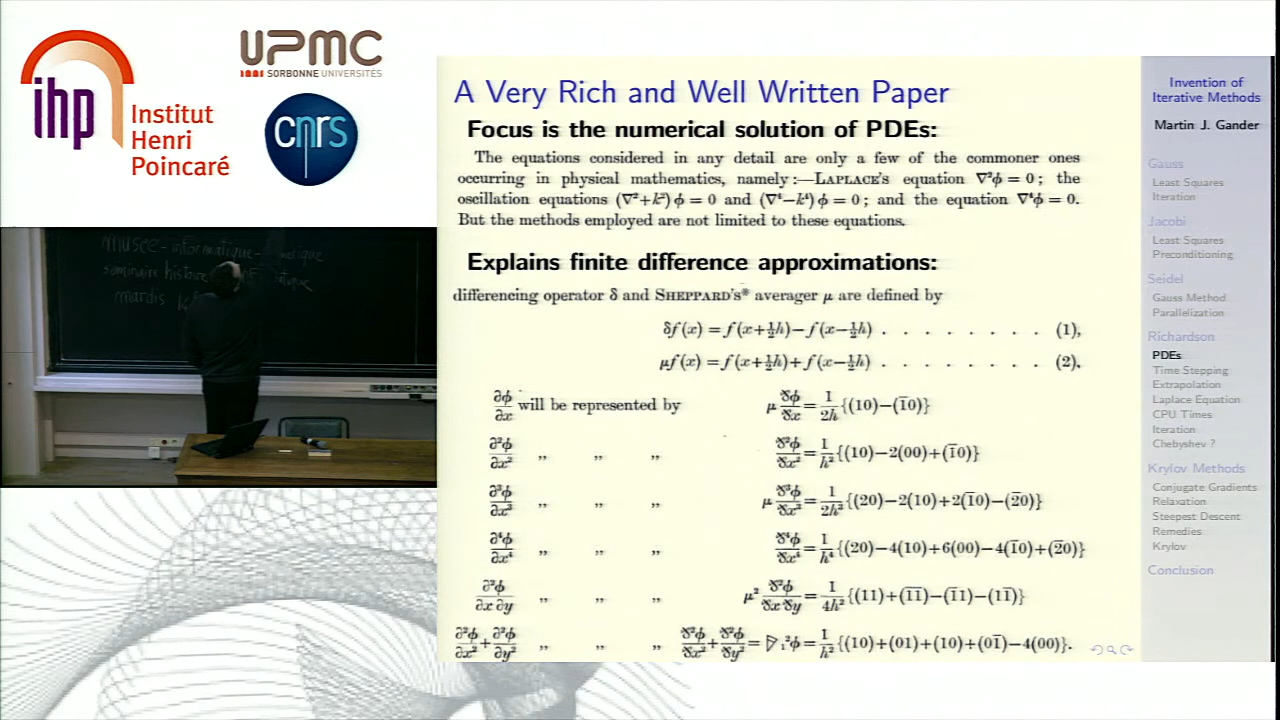 ihp
Institut
Henri
Poincaré
UPMC
SORBONNE UNIVERSITÉS
cnrs
musée-informatique-
séminaire histoire
mardis
A Very Rich and Well Written Paper
Focus is the numerical solution of PDEs:
The equations considered in any detail are only a few of the commoner ones
occurring in physical mathematics, namely :—LAPLACE'S equation ∇²ϕ = 0 ; the
oscillation equations (∇²+k²) ϕ = 0 and (∇⁴−k⁴) ϕ = 0 ; and the equation ∇⁴ϕ = 0.
But the methods employed are not limited to these equations.
Explains finite difference approximations:
differencing operator δ and SHEPPARD'S* averager μ are defined by
δf(x) = f(x+½h)−f(x−½h) . . . . . . . . (1),
μf(x) = f(x+½h)+f(x−½h) . . . . . . . . (2),
∂ϕ/∂x will be represented by μ δϕ/δx = 1/2h {(10)−(1̄0)}
∂²ϕ/∂x² ,, ,, ,, δ²ϕ/δx² = 1/h² {(10)−2(00)+(1̄0)}
∂³ϕ/∂x³ ,, ,, ,, μ δ³ϕ/δx³ = 1/2h³ {(20)−2(10)+2(1̄0)−(2̄0)}
∂⁴ϕ/∂x⁴ ,, ,, ,, δ⁴ϕ/δx⁴ = 1/h⁴ {(20)−4(10)+6(00)−4(1̄0)+(2̄0)}
∂²ϕ/∂x ∂y ,, ,, ,, μ² δ²ϕ/δx δy = 1/4h² {(11)+(1̄1̄)−(1̄1)−(11̄)}
∂²ϕ/∂x²+∂²ϕ/∂y² ,, ,, ,, δ²ϕ/δx²+δ²ϕ/δy² = ∇₁²ϕ = 1/h² {(10)+(01)+(10)+(01̄)−4(00)}.
Invention of
Iterative Methods
Martin J. Gander
Gauss
Least Squares
Iteration
Jacobi
Least Squares
Preconditioning
Seidel
Gauss Method
Parallelization
Richardson
PDEs
Time Stepping
Extrapolation
Laplace Equation
CPU Times
Iteration
Chebyshev ?
Krylov Methods
Conjugate Gradients
Relaxation
Steepest Descent
Remedies
Krylov
Conclusion